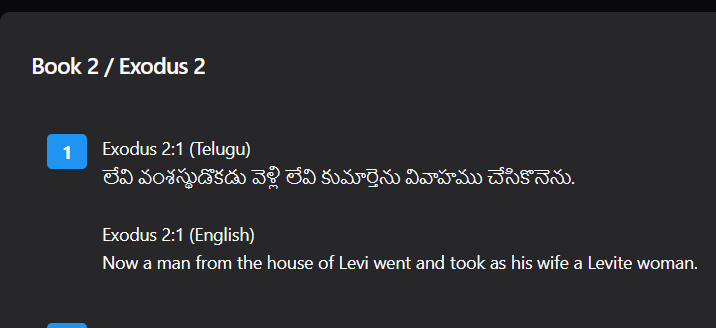 Book 2 / Exodus 2
1
Exodus 2:1 (Telugu)
లేవి వంశస్థుడొకడు వెళ్లి లేవి కుమార్తెను వివాహము చేసికొనెను.
Exodus 2:1 (English)
Now a man from the house of Levi went and took as his wife a Levite woman.